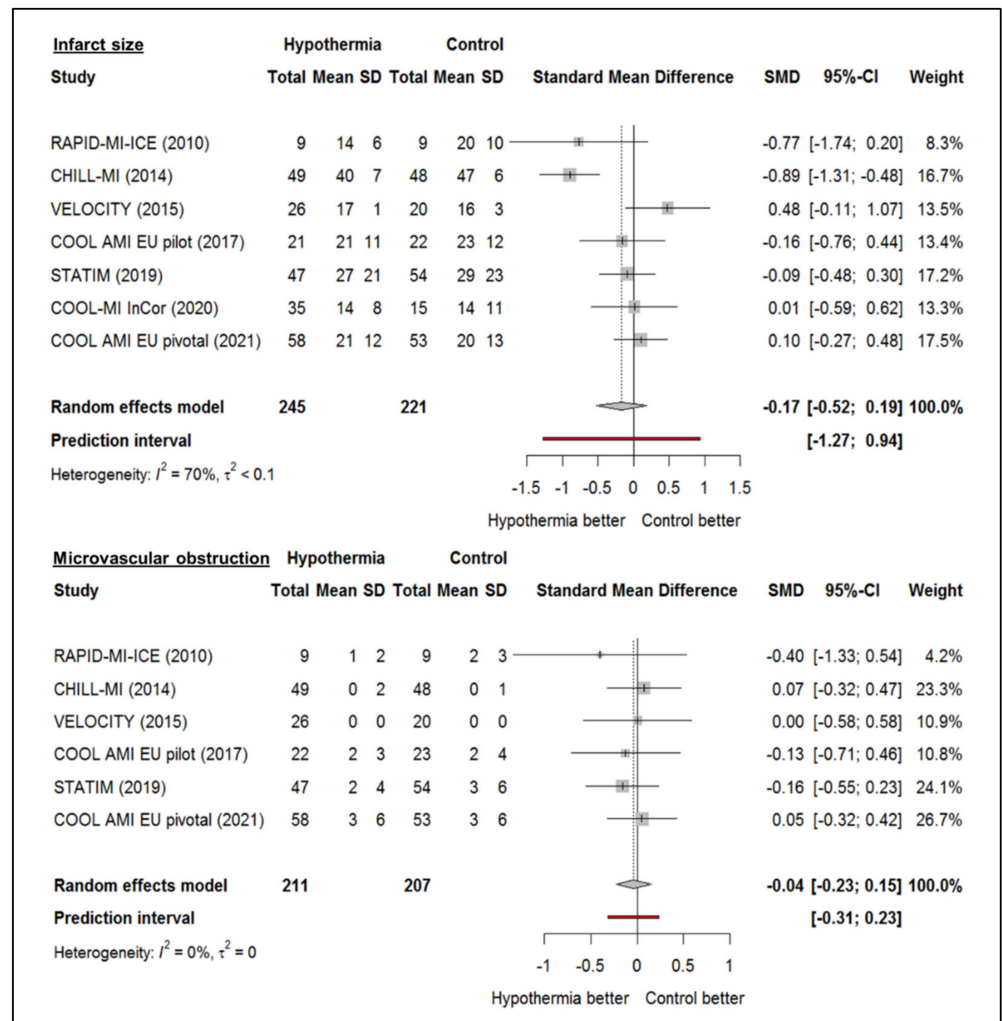 Infarct size Hypothermia Control
Study Total Mean SD Total Mean SD Standard Mean Difference SMD 95%-CI Weight
RAPID-MI-ICE (2010) 9 14 6 9 20 10 -0.77 [-1.74; 0.20] 8.3%
CHILL-MI (2014) 49 40 7 48 47 6 -0.89 [-1.31; -0.48] 16.7%
VELOCITY (2015) 26 17 1 20 16 3 0.48 [-0.11; 1.07] 13.5%
COOL AMI EU pilot (2017) 21 21 11 22 23 12 -0.16 [-0.76; 0.44] 13.4%
STATIM (2019) 47 27 21 54 29 23 -0.09 [-0.48; 0.30] 17.2%
COOL-MI InCor (2020) 35 14 8 15 14 11 0.01 [-0.59; 0.62] 13.3%
COOL AMI EU pivotal (2021) 58 21 12 53 20 13 0.10 [-0.27; 0.48] 17.5%
Random effects model 245 221 -0.17 [-0.52; 0.19] 100.0%
Prediction interval [-1.27; 0.94]
Heterogeneity: I² = 70%, τ² < 0.1
-1.5 -1 -0.5 0 0.5 1 1.5
Hypothermia better Control better
Microvascular obstruction Hypothermia Control
Study Total Mean SD Total Mean SD Standard Mean Difference SMD 95%-CI Weight
RAPID-MI-ICE (2010) 9 1 2 9 2 3 -0.40 [-1.33; 0.54] 4.2%
CHILL-MI (2014) 49 0 2 48 0 1 0.07 [-0.32; 0.47] 23.3%
VELOCITY (2015) 26 0 0 20 0 0 0.00 [-0.58; 0.58] 10.9%
COOL AMI EU pilot (2017) 22 2 3 23 2 4 -0.13 [-0.71; 0.46] 10.8%
STATIM (2019) 47 2 4 54 3 6 -0.16 [-0.55; 0.23] 24.1%
COOL AMI EU pivotal (2021) 58 3 6 53 3 6 0.05 [-0.32; 0.42] 26.7%
Random effects model 211 207 -0.04 [-0.23; 0.15] 100.0%
Prediction interval [-0.31; 0.23]
Heterogeneity: I² = 0%, τ² = 0
-1 -0.5 0 0.5 1
Hypothermia better Control better